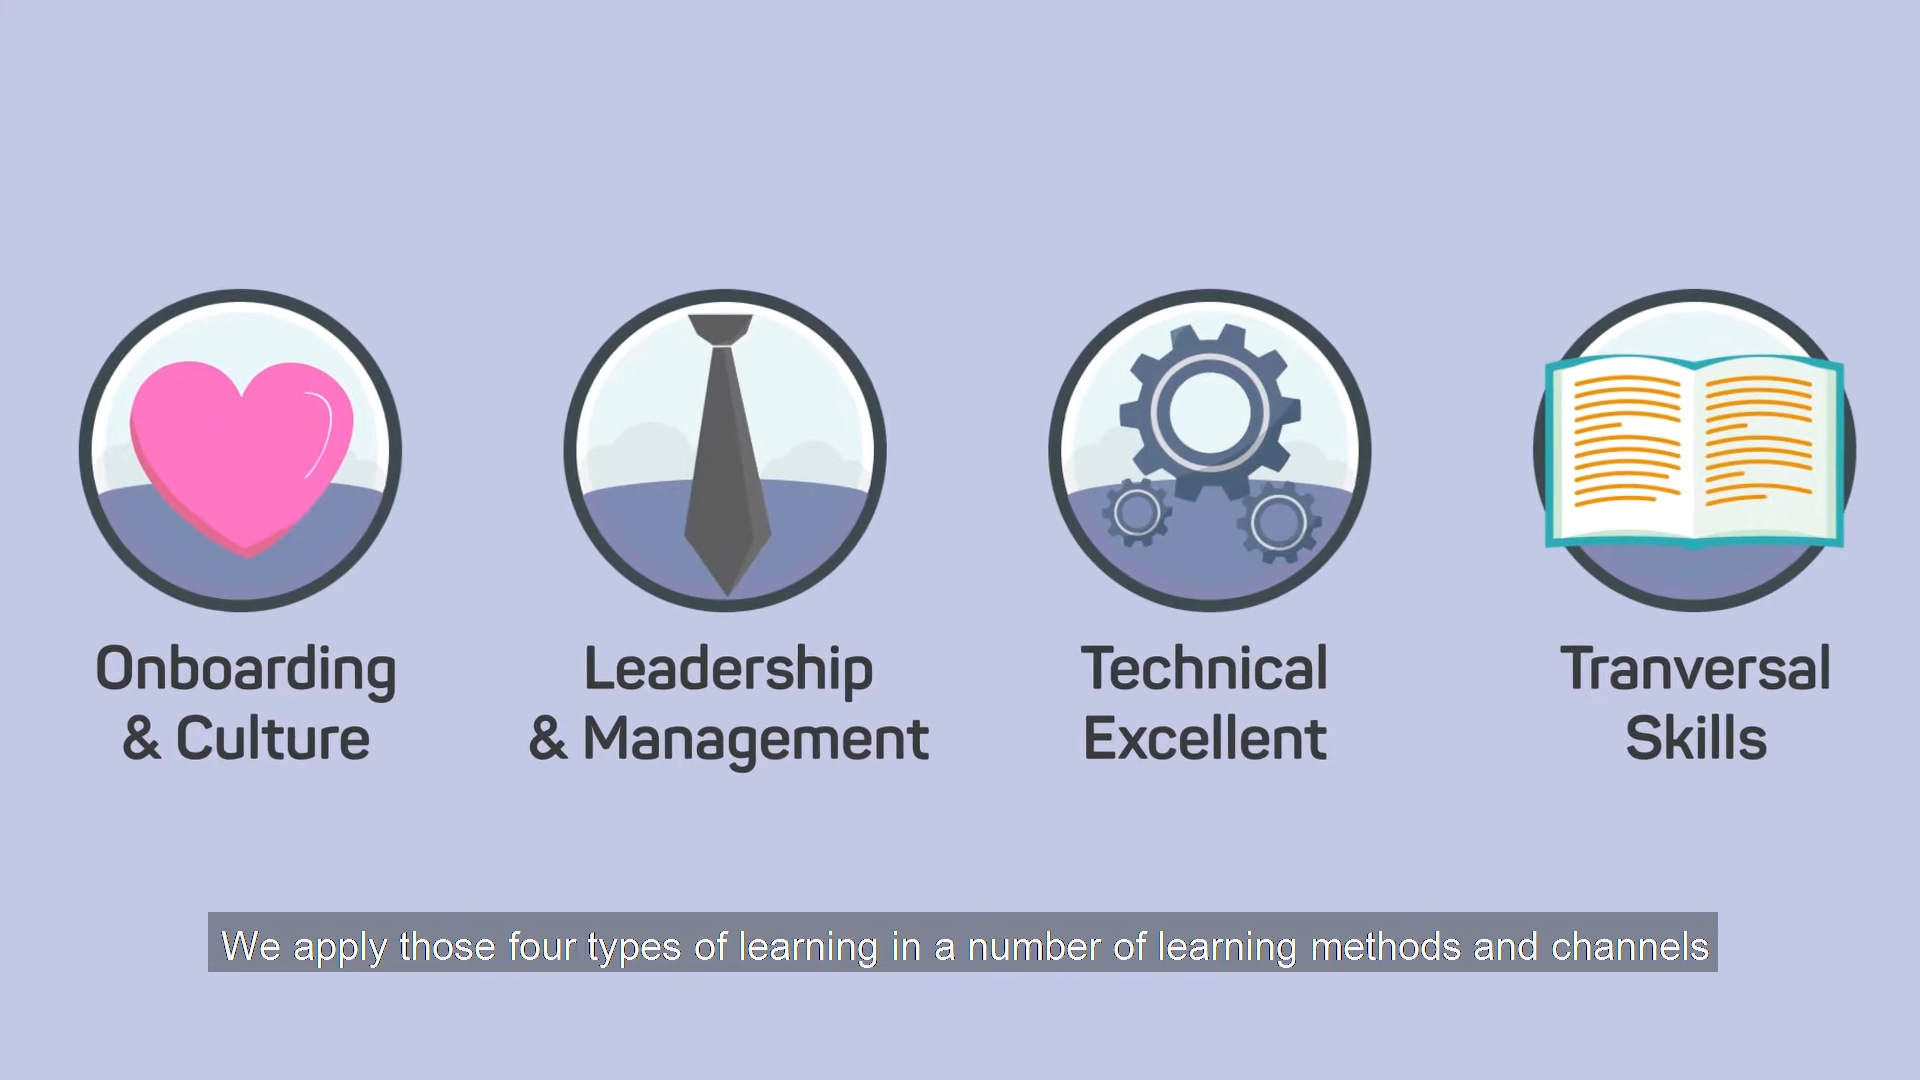 Onboarding
& Culture
Leadership
& Management
Technical
Excellent
Tranversal
Skills
We apply those four types of learning in a number of learning methods and channels